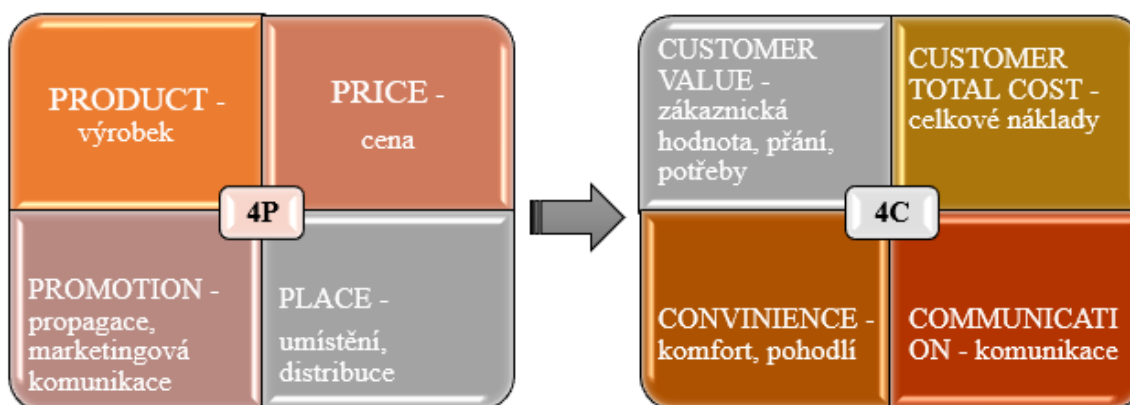 PRODUCT -
výrobek
PRICE -
cena
4P
PROMOTION -
propagace,
marketingová
komunikace
PLACE -
umístění,
distribuce
CUSTOMER
VALUE -
zákaznická
hodnota, přání,
potřeby
CUSTOMER
TOTAL COST -
celkové náklady
4C
CONVINIENCE -
komfort, pohodlí
COMMUNICATI
ON - komunikace